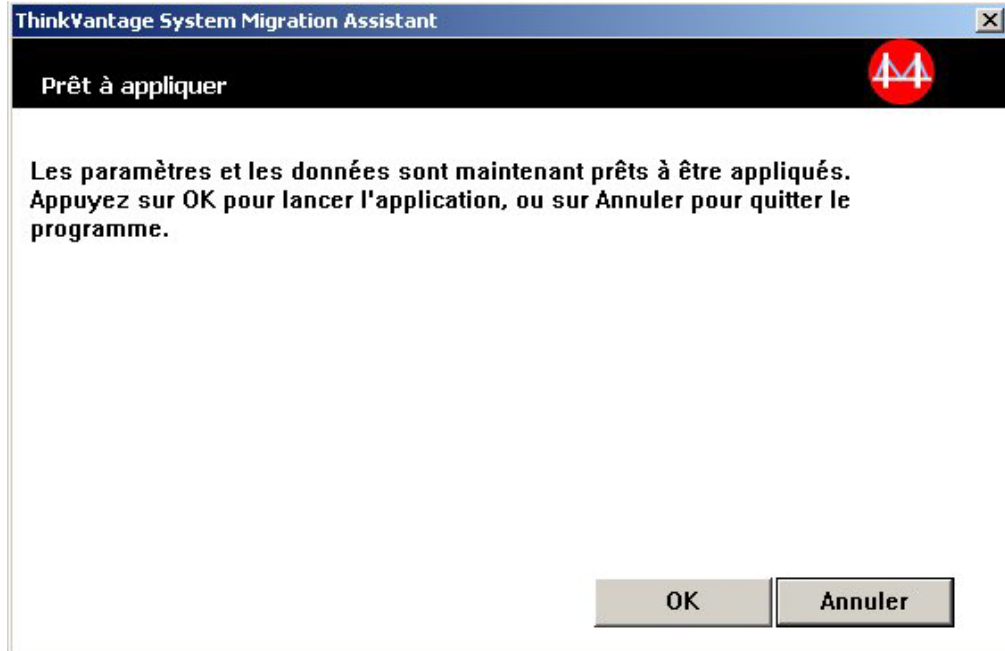 ThinkVantage System Migration Assistant
Prêt à appliquer
Les paramètres et les données sont maintenant prêts à être appliqués.
Appuyez sur OK pour lancer l'application, ou sur Annuler pour quitter le
programme.
OK
Annuler